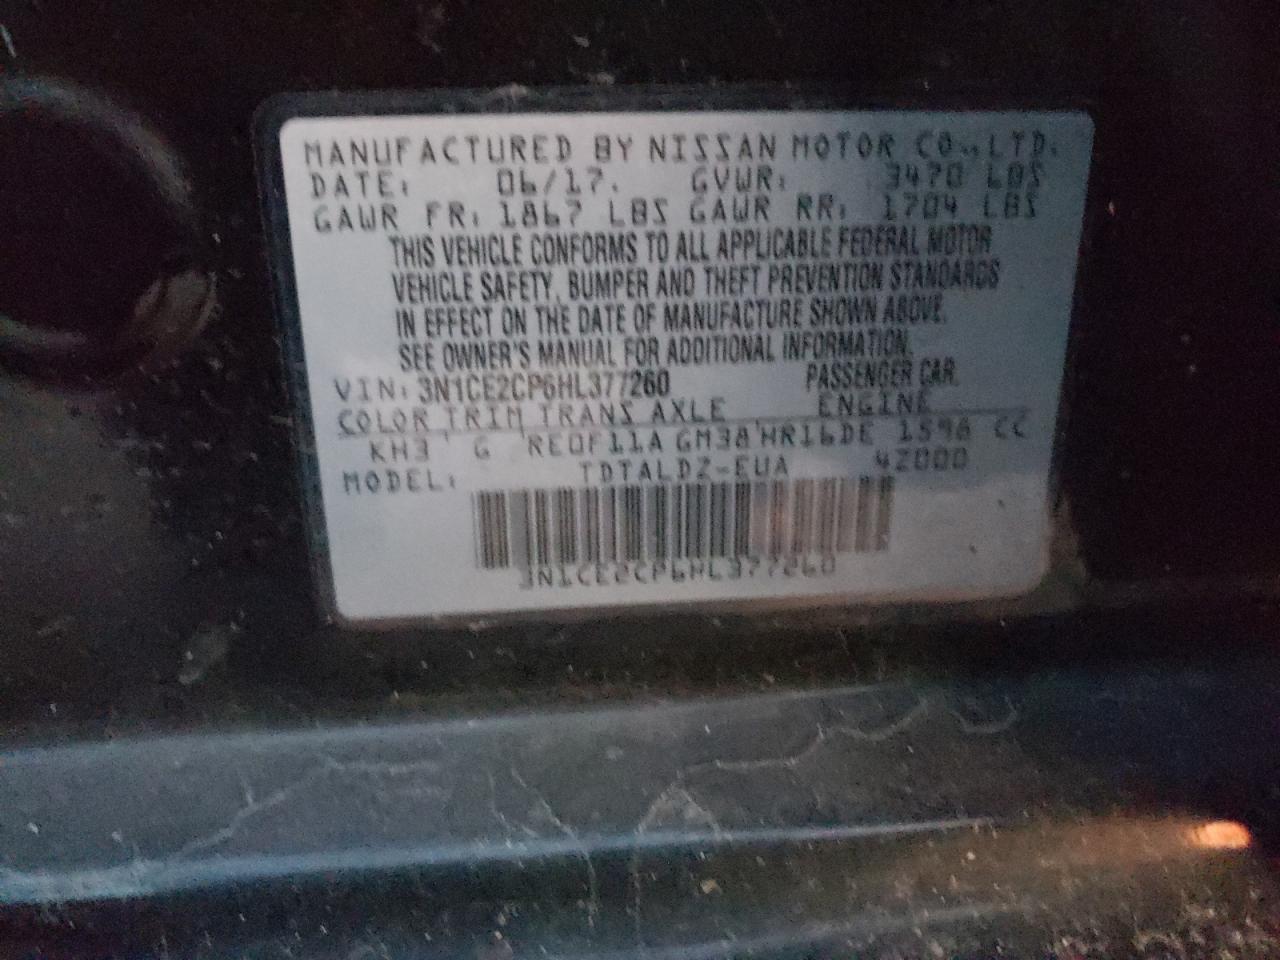 MANUFACTURED BY NISSAN MOTOR CO., LTD.
DATE: 06/17. GVWR: 3470 LBS
GAWR FR: 1867 LBS GAWR RR: 1704 LBS
THIS VEHICLE CONFORMS TO ALL APPLICABLE FEDERAL MOTOR
VEHICLE SAFETY, BUMPER AND THEFT PREVENTION STANDARDS
IN EFFECT ON THE DATE OF MANUFACTURE SHOWN ABOVE.
SEE OWNER'S MANUAL FOR ADDITIONAL INFORMATION.
VIN: 3N1CE2CP6HL377260 PASSENGER CAR.
COLOR TRIM TRANS AXLE ENGINE
KH3 G RE0F11A GM38 HR16DE 1598 CC
MODEL: TDTALDZ-EUA 42000
3N1CE2CP6HL377260